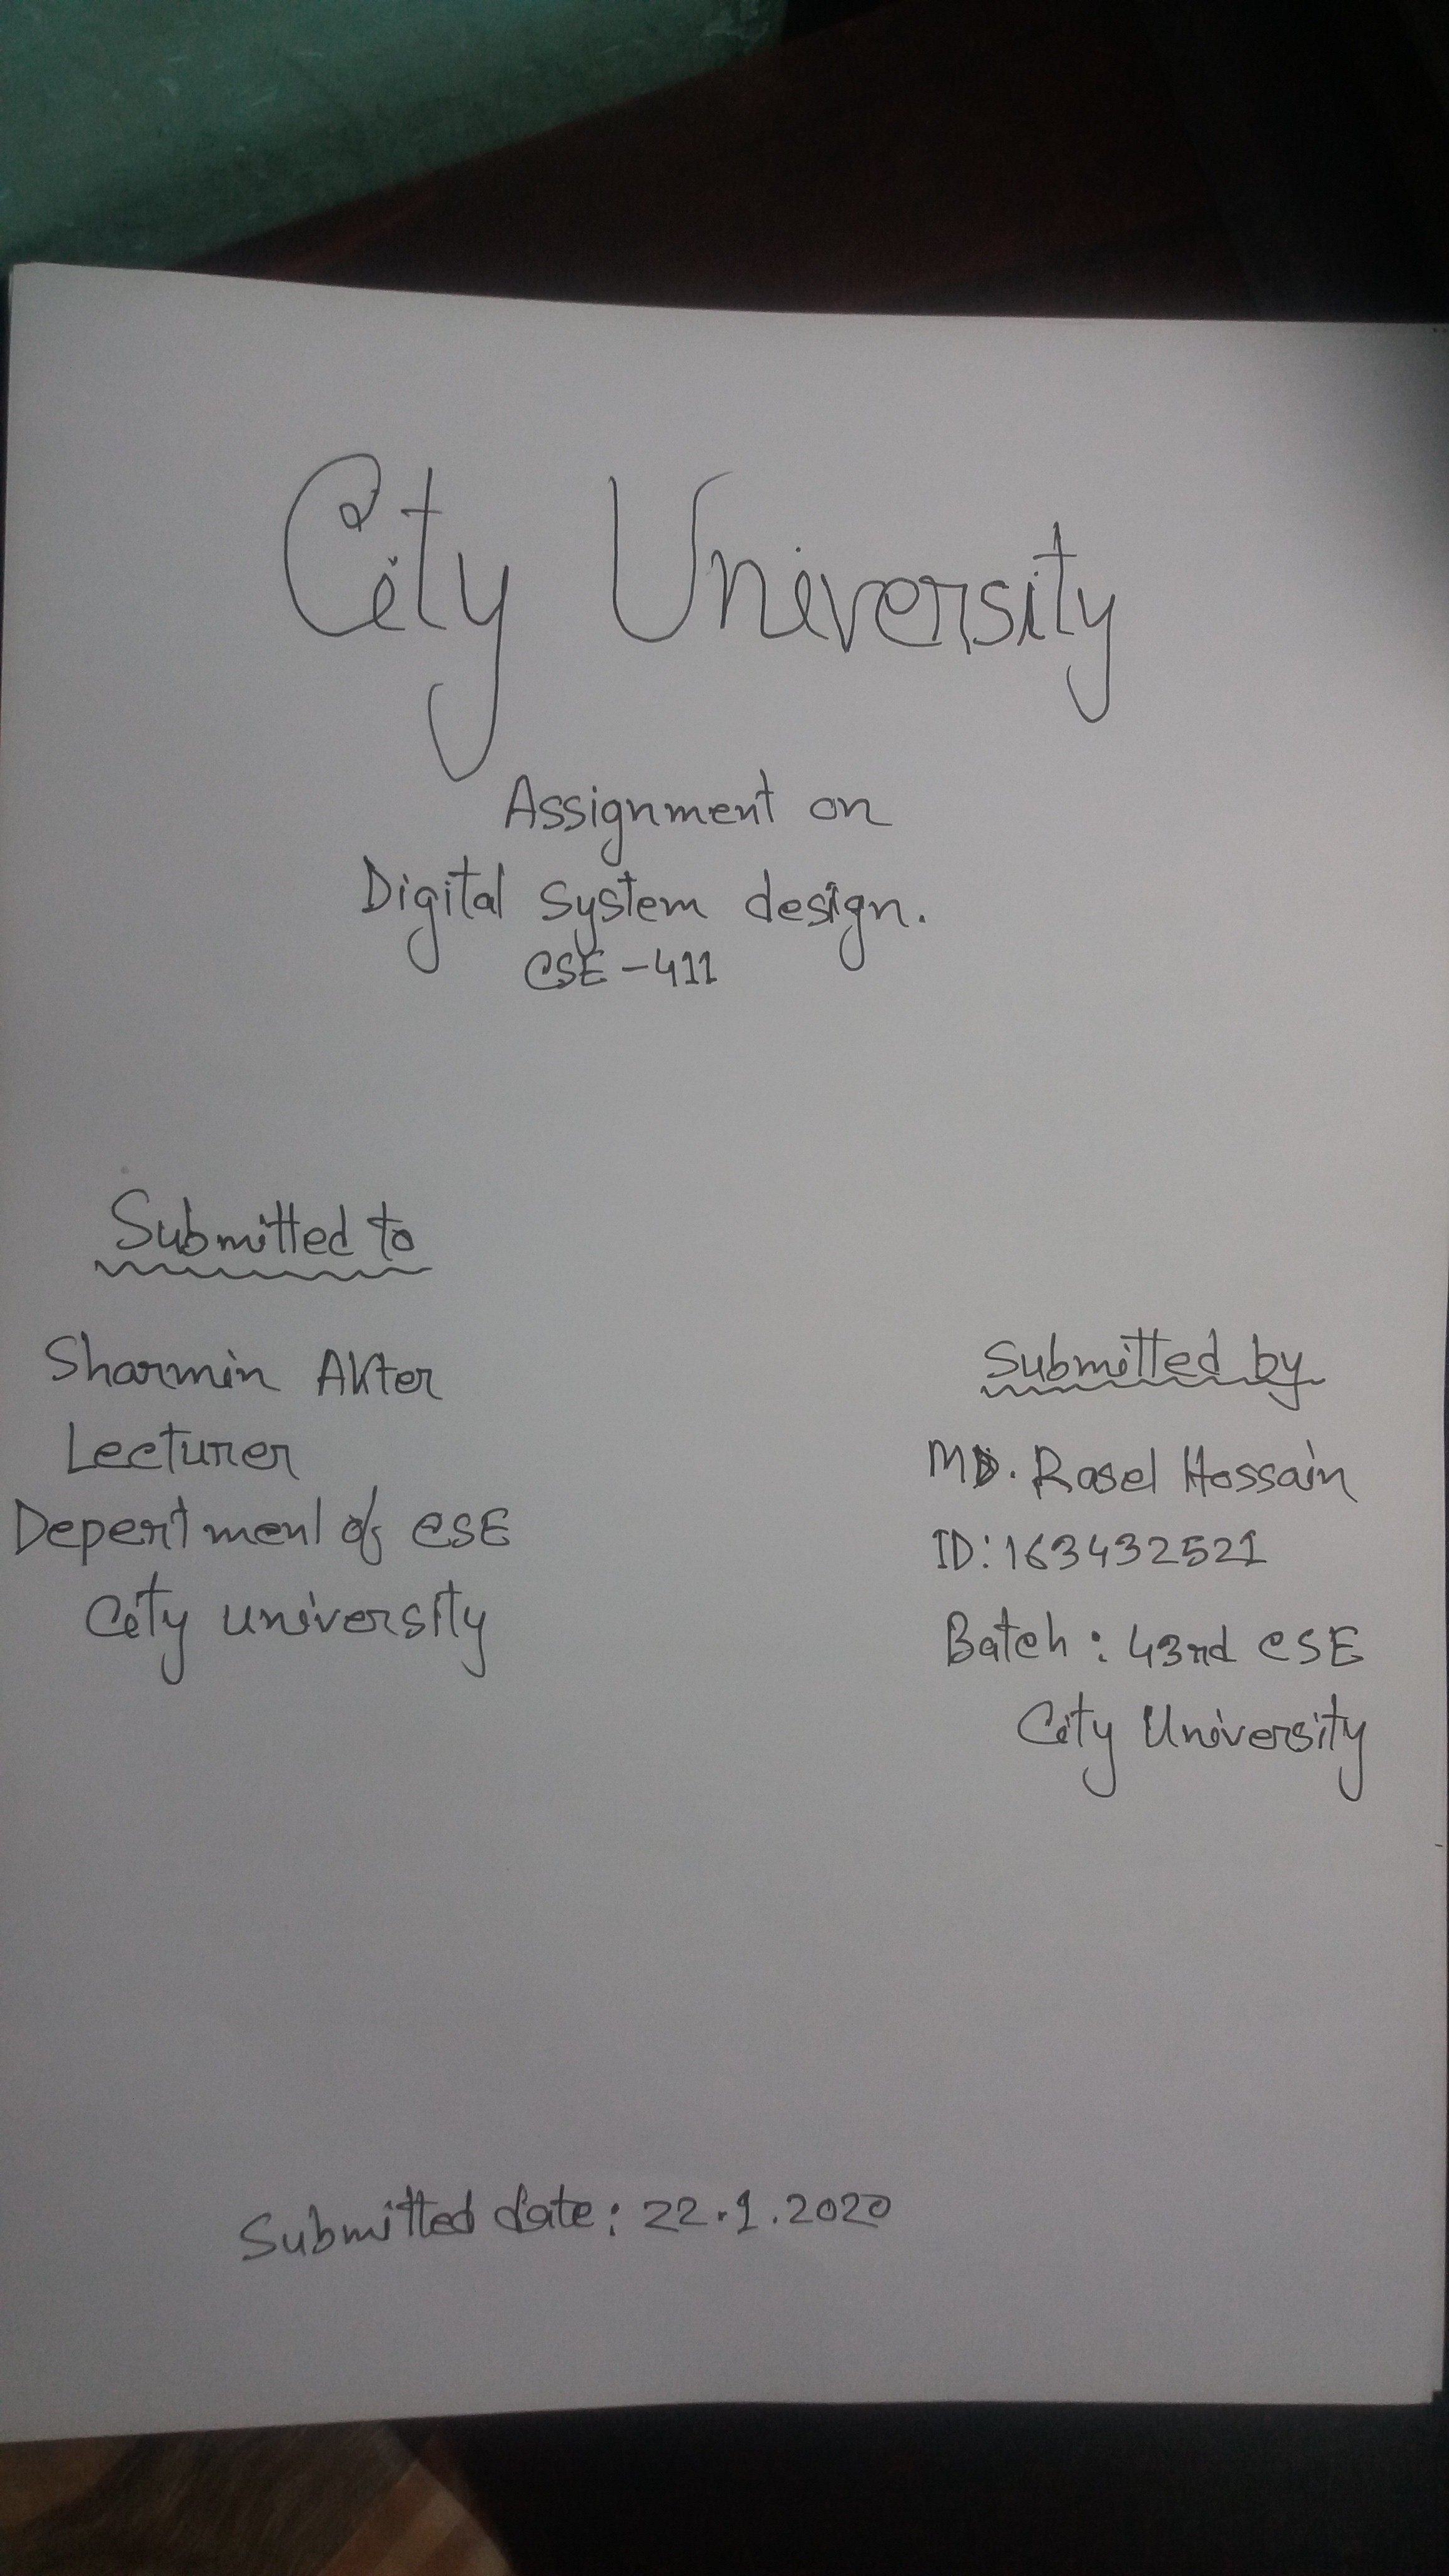 City University
Assignment on
Digital system design.
CSE-411
Submitted to
Sharmin Akter
Lecturer
Depertment of CSE
City university
Submitted by
MD. Rasel Hossain
ID: 163432521
Batch: 43rd CSE
City University
Submitted date: 22.1.2020